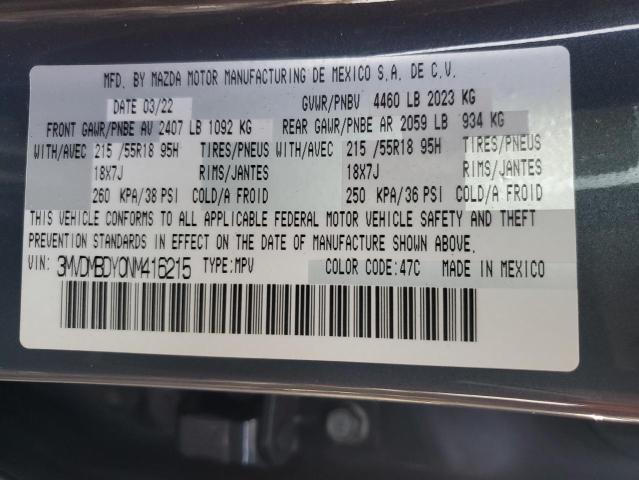 MFD. BY MAZDA MOTOR MANUFACTURING DE MEXICO S.A. DE C.V.
DATE 03/22 GVWR/PNBV 4460 LB 2023 KG
FRONT GAWR/PNBE AV 2407 LB 1092 KG REAR GAWR/PNBE AR 2059 LB 934 KG
WITH/AVEC 215 /55R18 95H TIRES/PNEUS WITH/AVEC 215 /55R18 95H TIRES/PNEUS
18X7J RIMS/JANTES 18X7J RIMS/JANTES
260 KPA/38 PSI COLD/A FROID 250 KPA/36 PSI COLD/A FROID
THIS VEHICLE CONFORMS TO ALL APPLICABLE FEDERAL MOTOR VEHICLE SAFETY AND THEFT
PREVENTION STANDARDS IN EFFECT ON THE DATE OF MANUFACTURE SHOWN ABOVE.
VIN: 3MVDMBDY0NM416215 TYPE:MPV COLOR CODE:47C MADE IN MEXICO